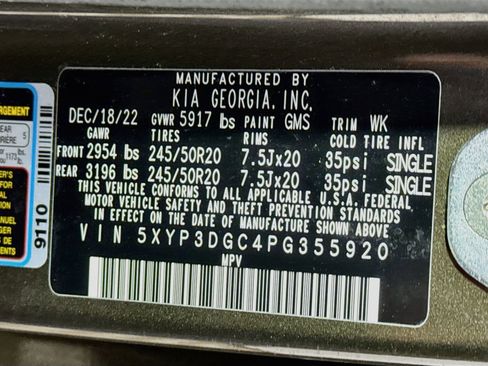 MANUFACTURED BY
KIA GEORGIA, INC.
DEC/18/22 GVWR 5917 lbs PAINT GMS TRIM WK
GAWR TIRES RIMS COLD TIRE INFL
FRONT 2954 lbs 245/50R20 7.5Jx20 35psi SINGLE
REAR 3196 lbs 245/50R20 7.5Jx20 35psi SINGLE
THIS VEHICLE CONFORMS TO ALL APPLICABLE U.S.A. FEDERAL
MOTOR VEHICLE SAFETY AND THEFT PREVENTION STANDARDS
IN EFFECT ON THE DATE OF MANUFACTURE SHOWN ABOVE.
VIN 5XYP3DGC4PG355920
MPV
9110